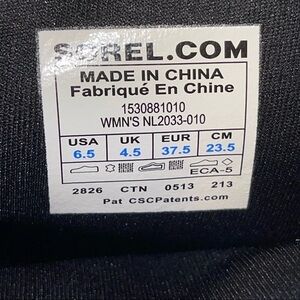 SOREL.COM
MADE IN CHINA
Fabriqué En Chine
1530881010
WMN'S NL2033-010
USA UK EUR CM
6.5 4.5 37.5 23.5
ECA-5
2826 CTN 0513 213
Pat CSCPatents.com